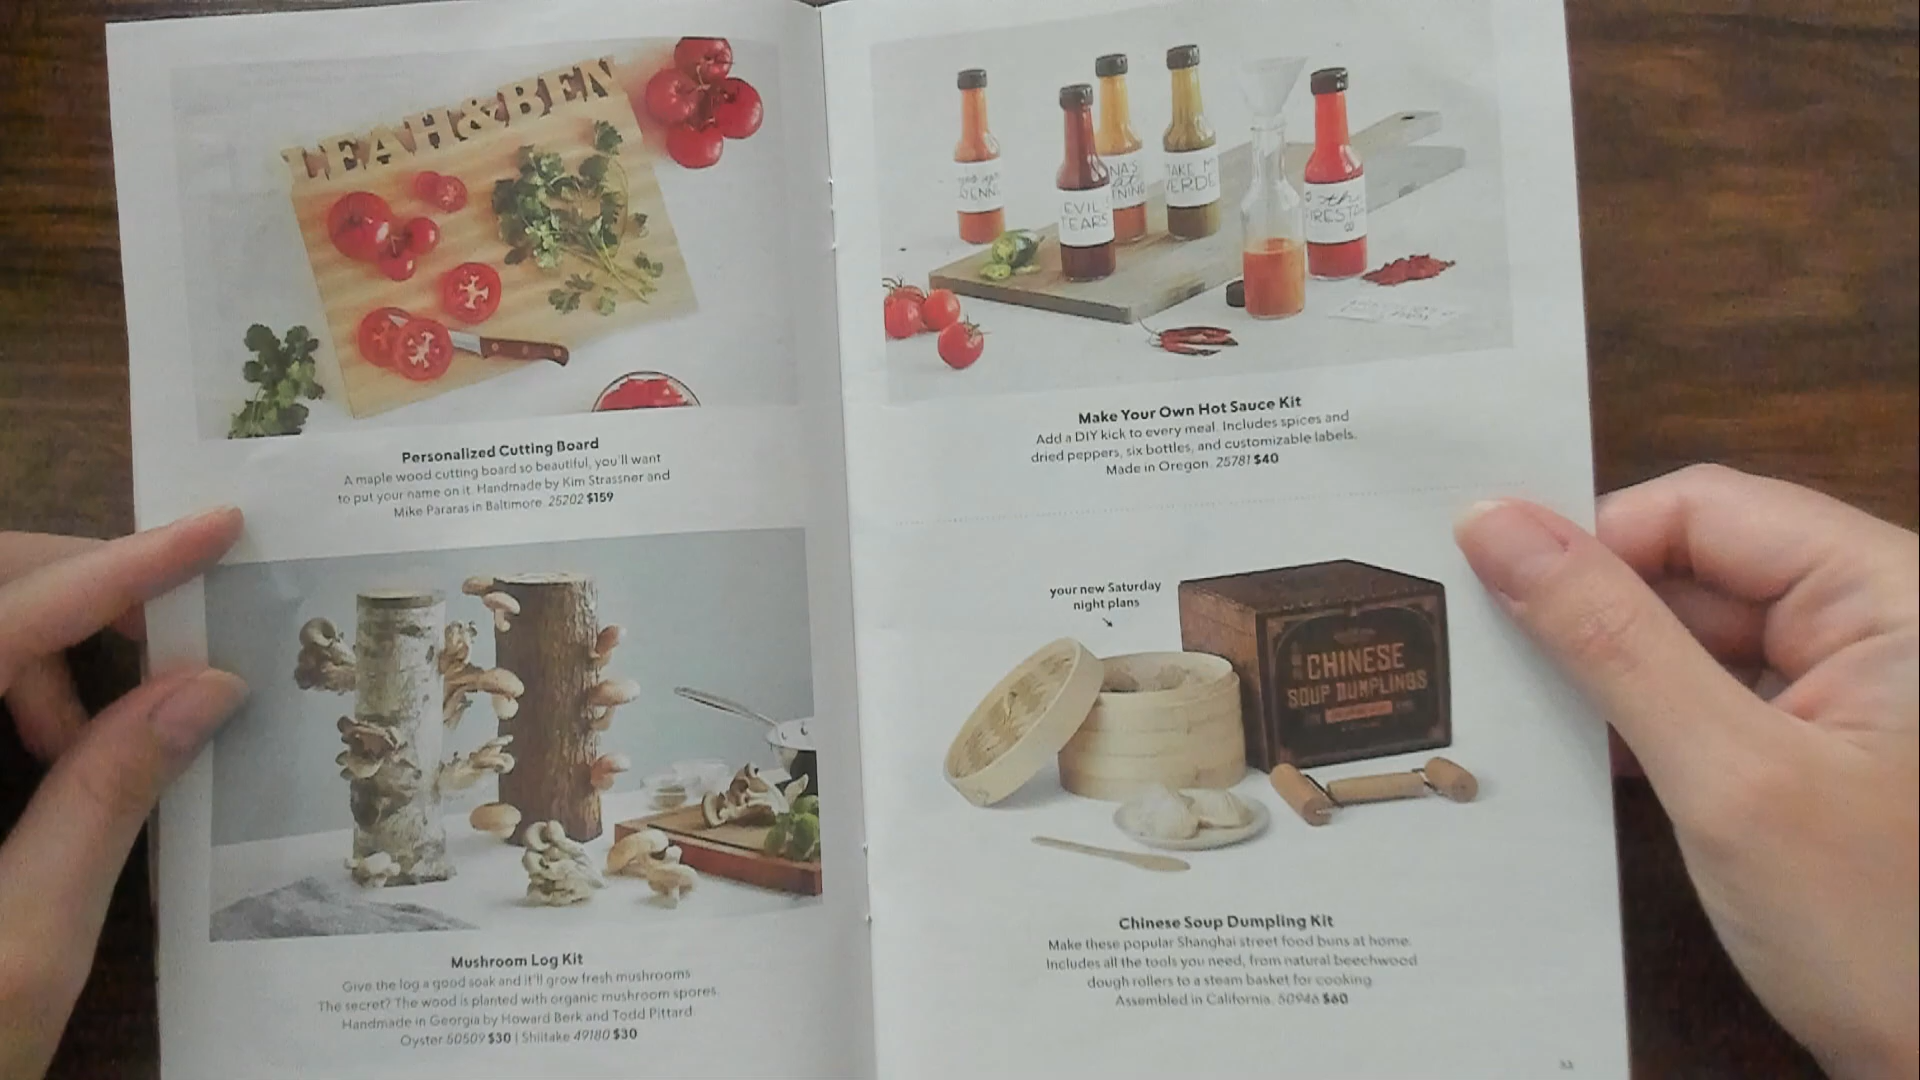 LEAH&BEN
Personalized Cutting Board
A maple wood cutting board so beautiful, you'll want
to put your name on it. Handmade by Kim Strassner and
Mike Pararas in Baltimore. 25202 $159
Mushroom Log Kit
Give the log a good soak and it'll grow fresh mushrooms
The secret? The wood is planted with organic mushroom spores.
Handmade in Georgia by Howard Berk and Todd Pittard
Oyster 50509 $30 | Shiitake 49180 $30
EVIL
TEARS
VERDE
Make Your Own Hot Sauce Kit
Add a DIY kick to every meal. Includes spices and
dried peppers, six bottles, and customizable labels.
Made in Oregon. 25781 $40
your new Saturday
night plans
CHINESE
SOUP DUMPLINGS
Chinese Soup Dumpling Kit
Make these popular Shanghai street food buns at home.
Includes all the tools you need, from natural beechwood
dough rollers to a steam basket for cooking
Assembled in California. 50946 $60